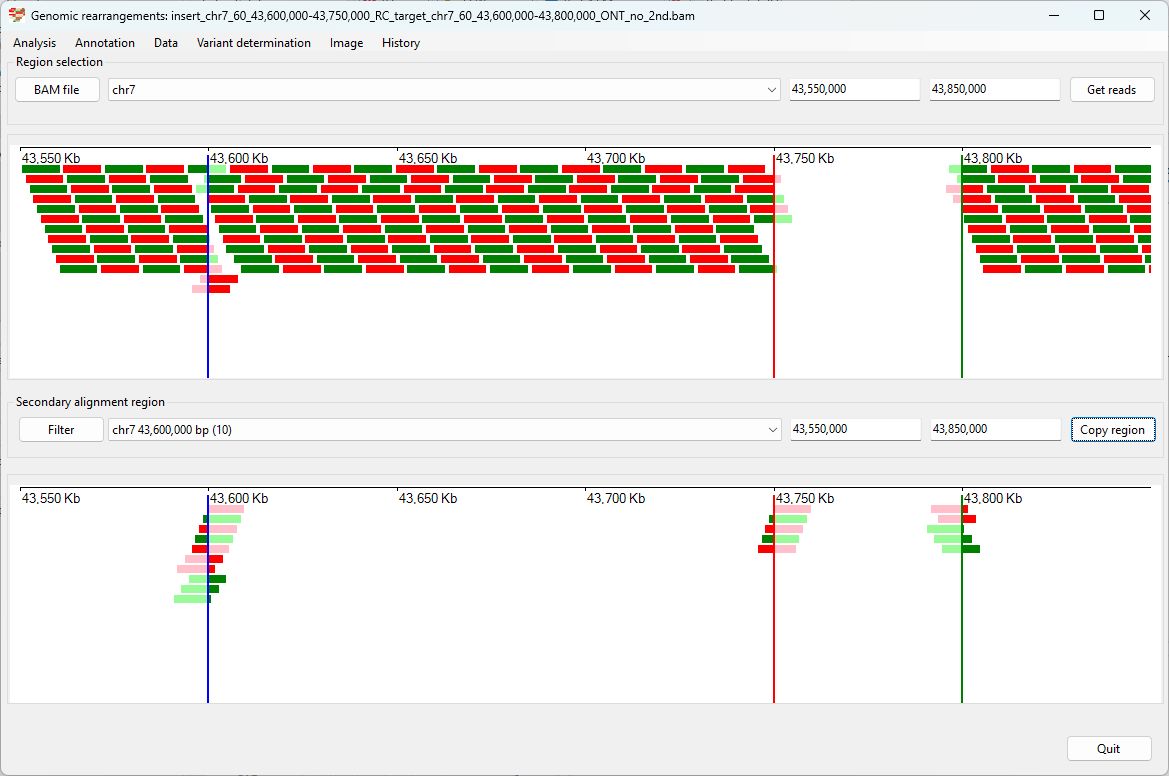 Genomic rearrangements: insert_chr7_60_43,600,000-43,750,000_RC_target_chr7_60_43,600,000-43,800,000_ONT_no_2nd.bam
Analysis Annotation Data Variant determination Image History
Region selection
BAM file chr7 43,550,000 43,850,000 Get reads
43,550 Kb 43,600 Kb 43,650 Kb 43,700 Kb 43,750 Kb 43,800 Kb
Secondary alignment region
Filter chr7 43,600,000 bp (10) 43,550,000 43,850,000 Copy region
43,550 Kb 43,600 Kb 43,650 Kb 43,700 Kb 43,750 Kb 43,800 Kb
Quit